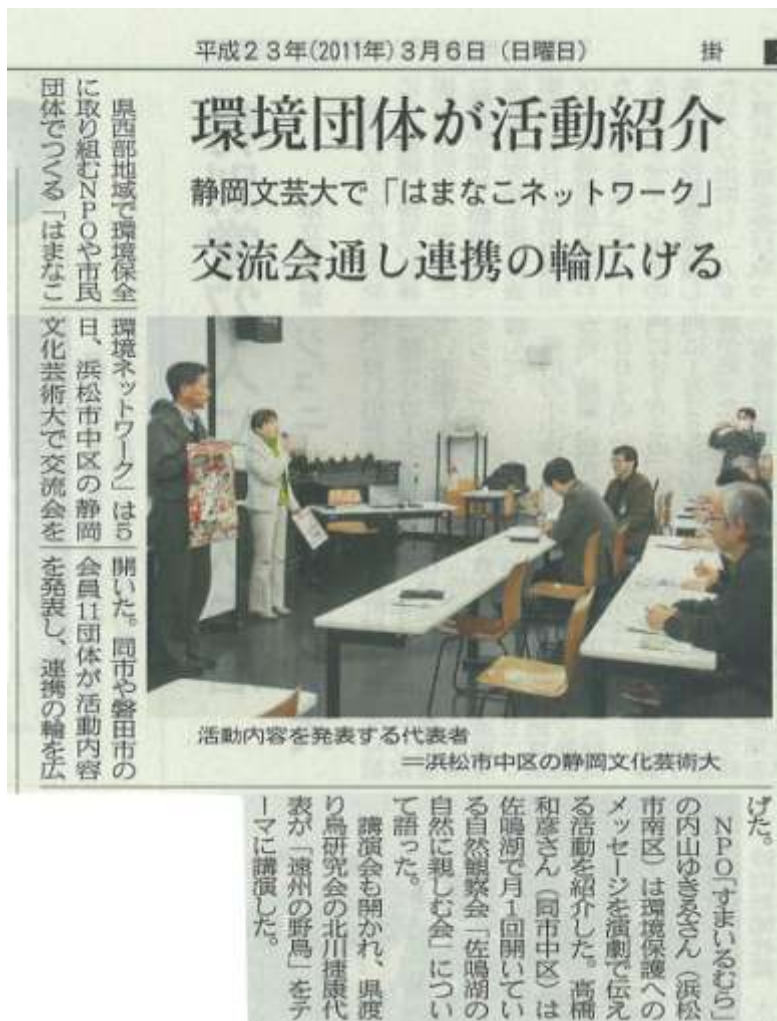 平成23年(2011年)3月6日(日曜日)
掛
環境団体が活動紹介
静岡文芸大で「はまなこネットワーク」
交流会通し連携の輪広げる
県西部地域で環境保全
に取り組むNPOや市民
団体でつくる「はまなこ
環境ネットワーク」は5
日、浜松市中区の静岡
文化芸術大で交流会を
開いた。同市や磐田市の
会員11団体が活動内容
を発表し、連携の輪を広
活動内容を発表する代表者
=浜松市中区の静岡文化芸術大
げた。
NPO「すまいるむら」
の内山ゆきゑさん(浜松
市南区)は環境保護への
メッセージを演劇で伝え
る活動を紹介した。高橋
和彦さん(同市中区)は
佐鳴湖で月1回開いてい
る自然観察会「佐鳴湖の
自然に親しむ会」につい
て語った。
講演会も開かれ、県渡
り鳥研究会の北川捷康代
表が「遠州の野鳥」をテ
ーマに講演した。